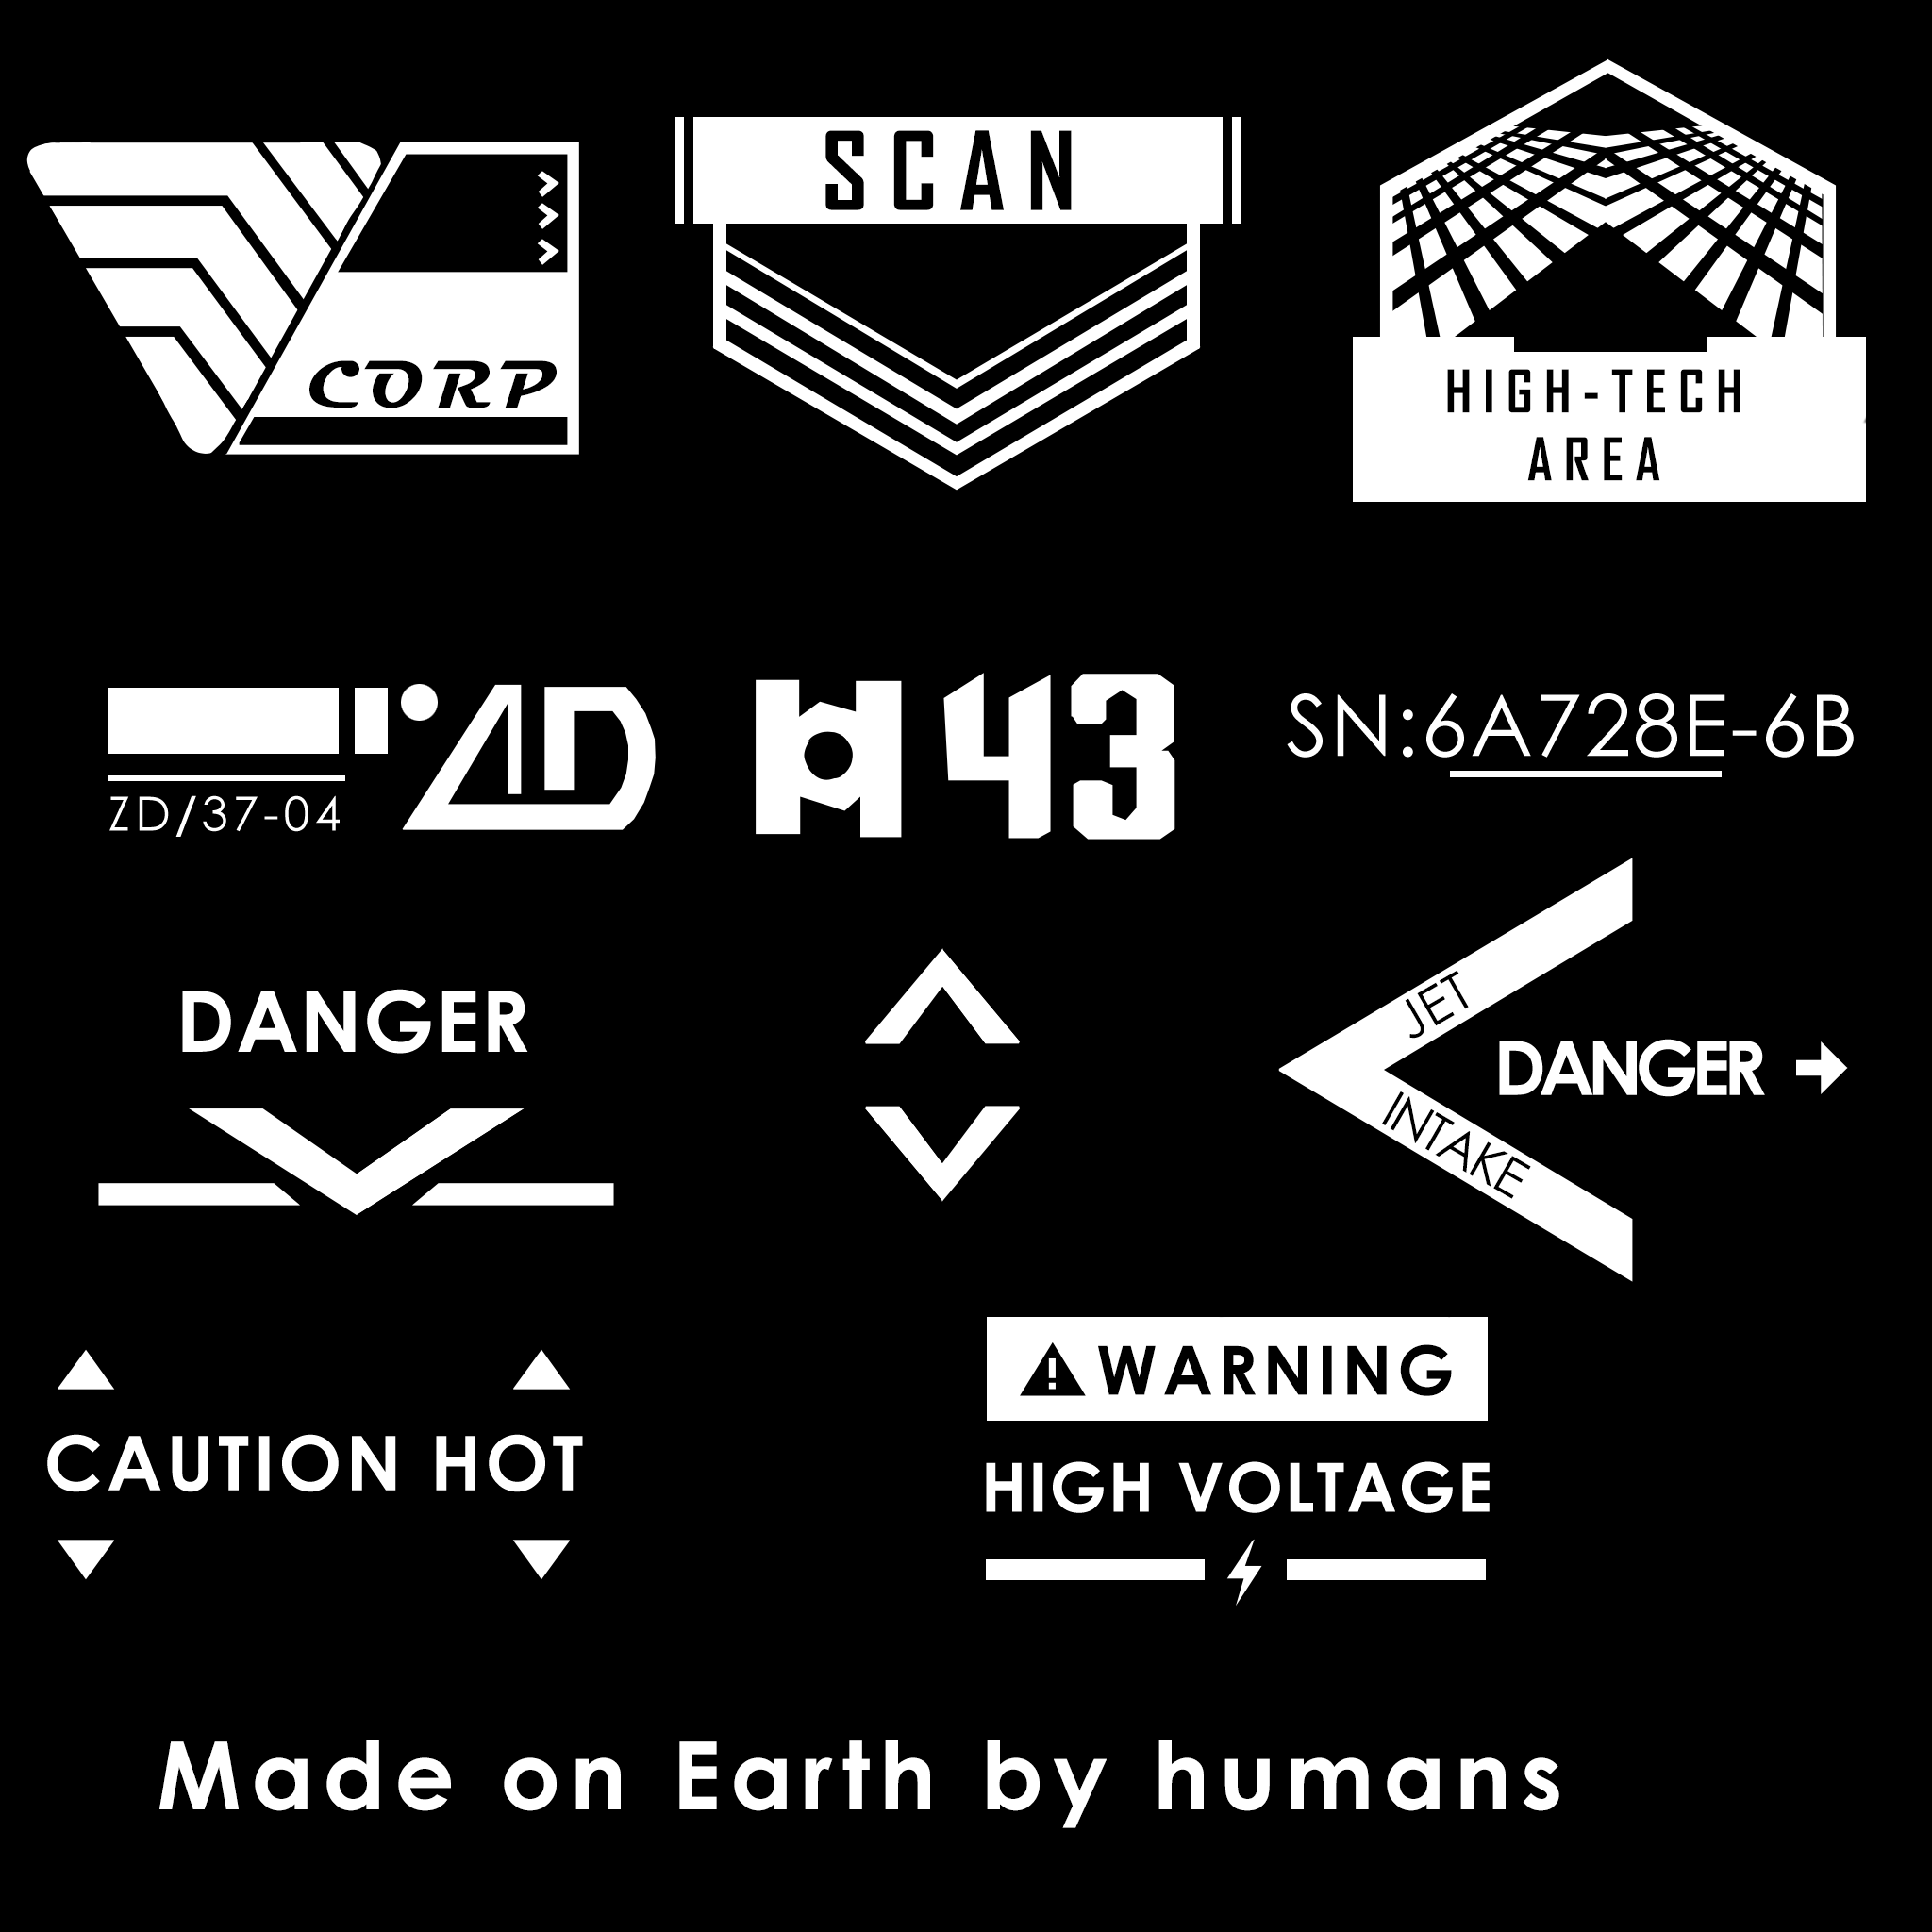 CORP
SCAN
HIGH-TECH
AREA
ZD/37-04
AD
43
SN:6A728E-6B
DANGER
JET
INTAKE
DANGER
CAUTION HOT
WARNING
HIGH VOLTAGE
Made on Earth by humans